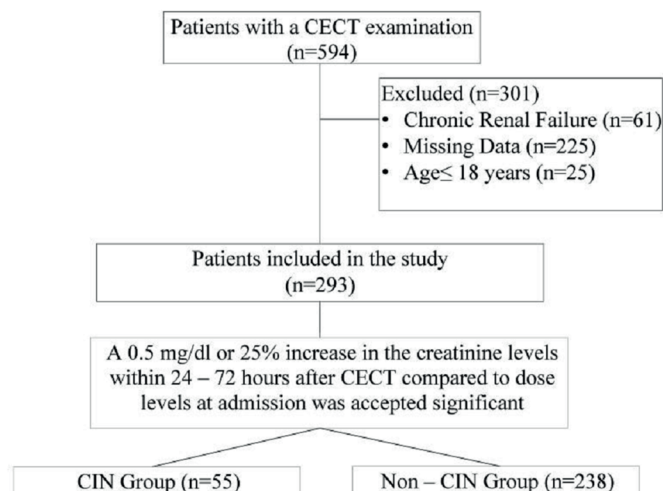 Patients with a CECT examination
(n=594)
Excluded (n=301)
• Chronic Renal Failure (n=61)
• Missing Data (n=225)
• Age≤ 18 years (n=25)
Patients included in the study
(n=293)
A 0.5 mg/dl or 25% increase in the creatinine levels
within 24 – 72 hours after CECT compared to dose
levels at admission was accepted significant
CIN Group (n=55)
Non – CIN Group (n=238)